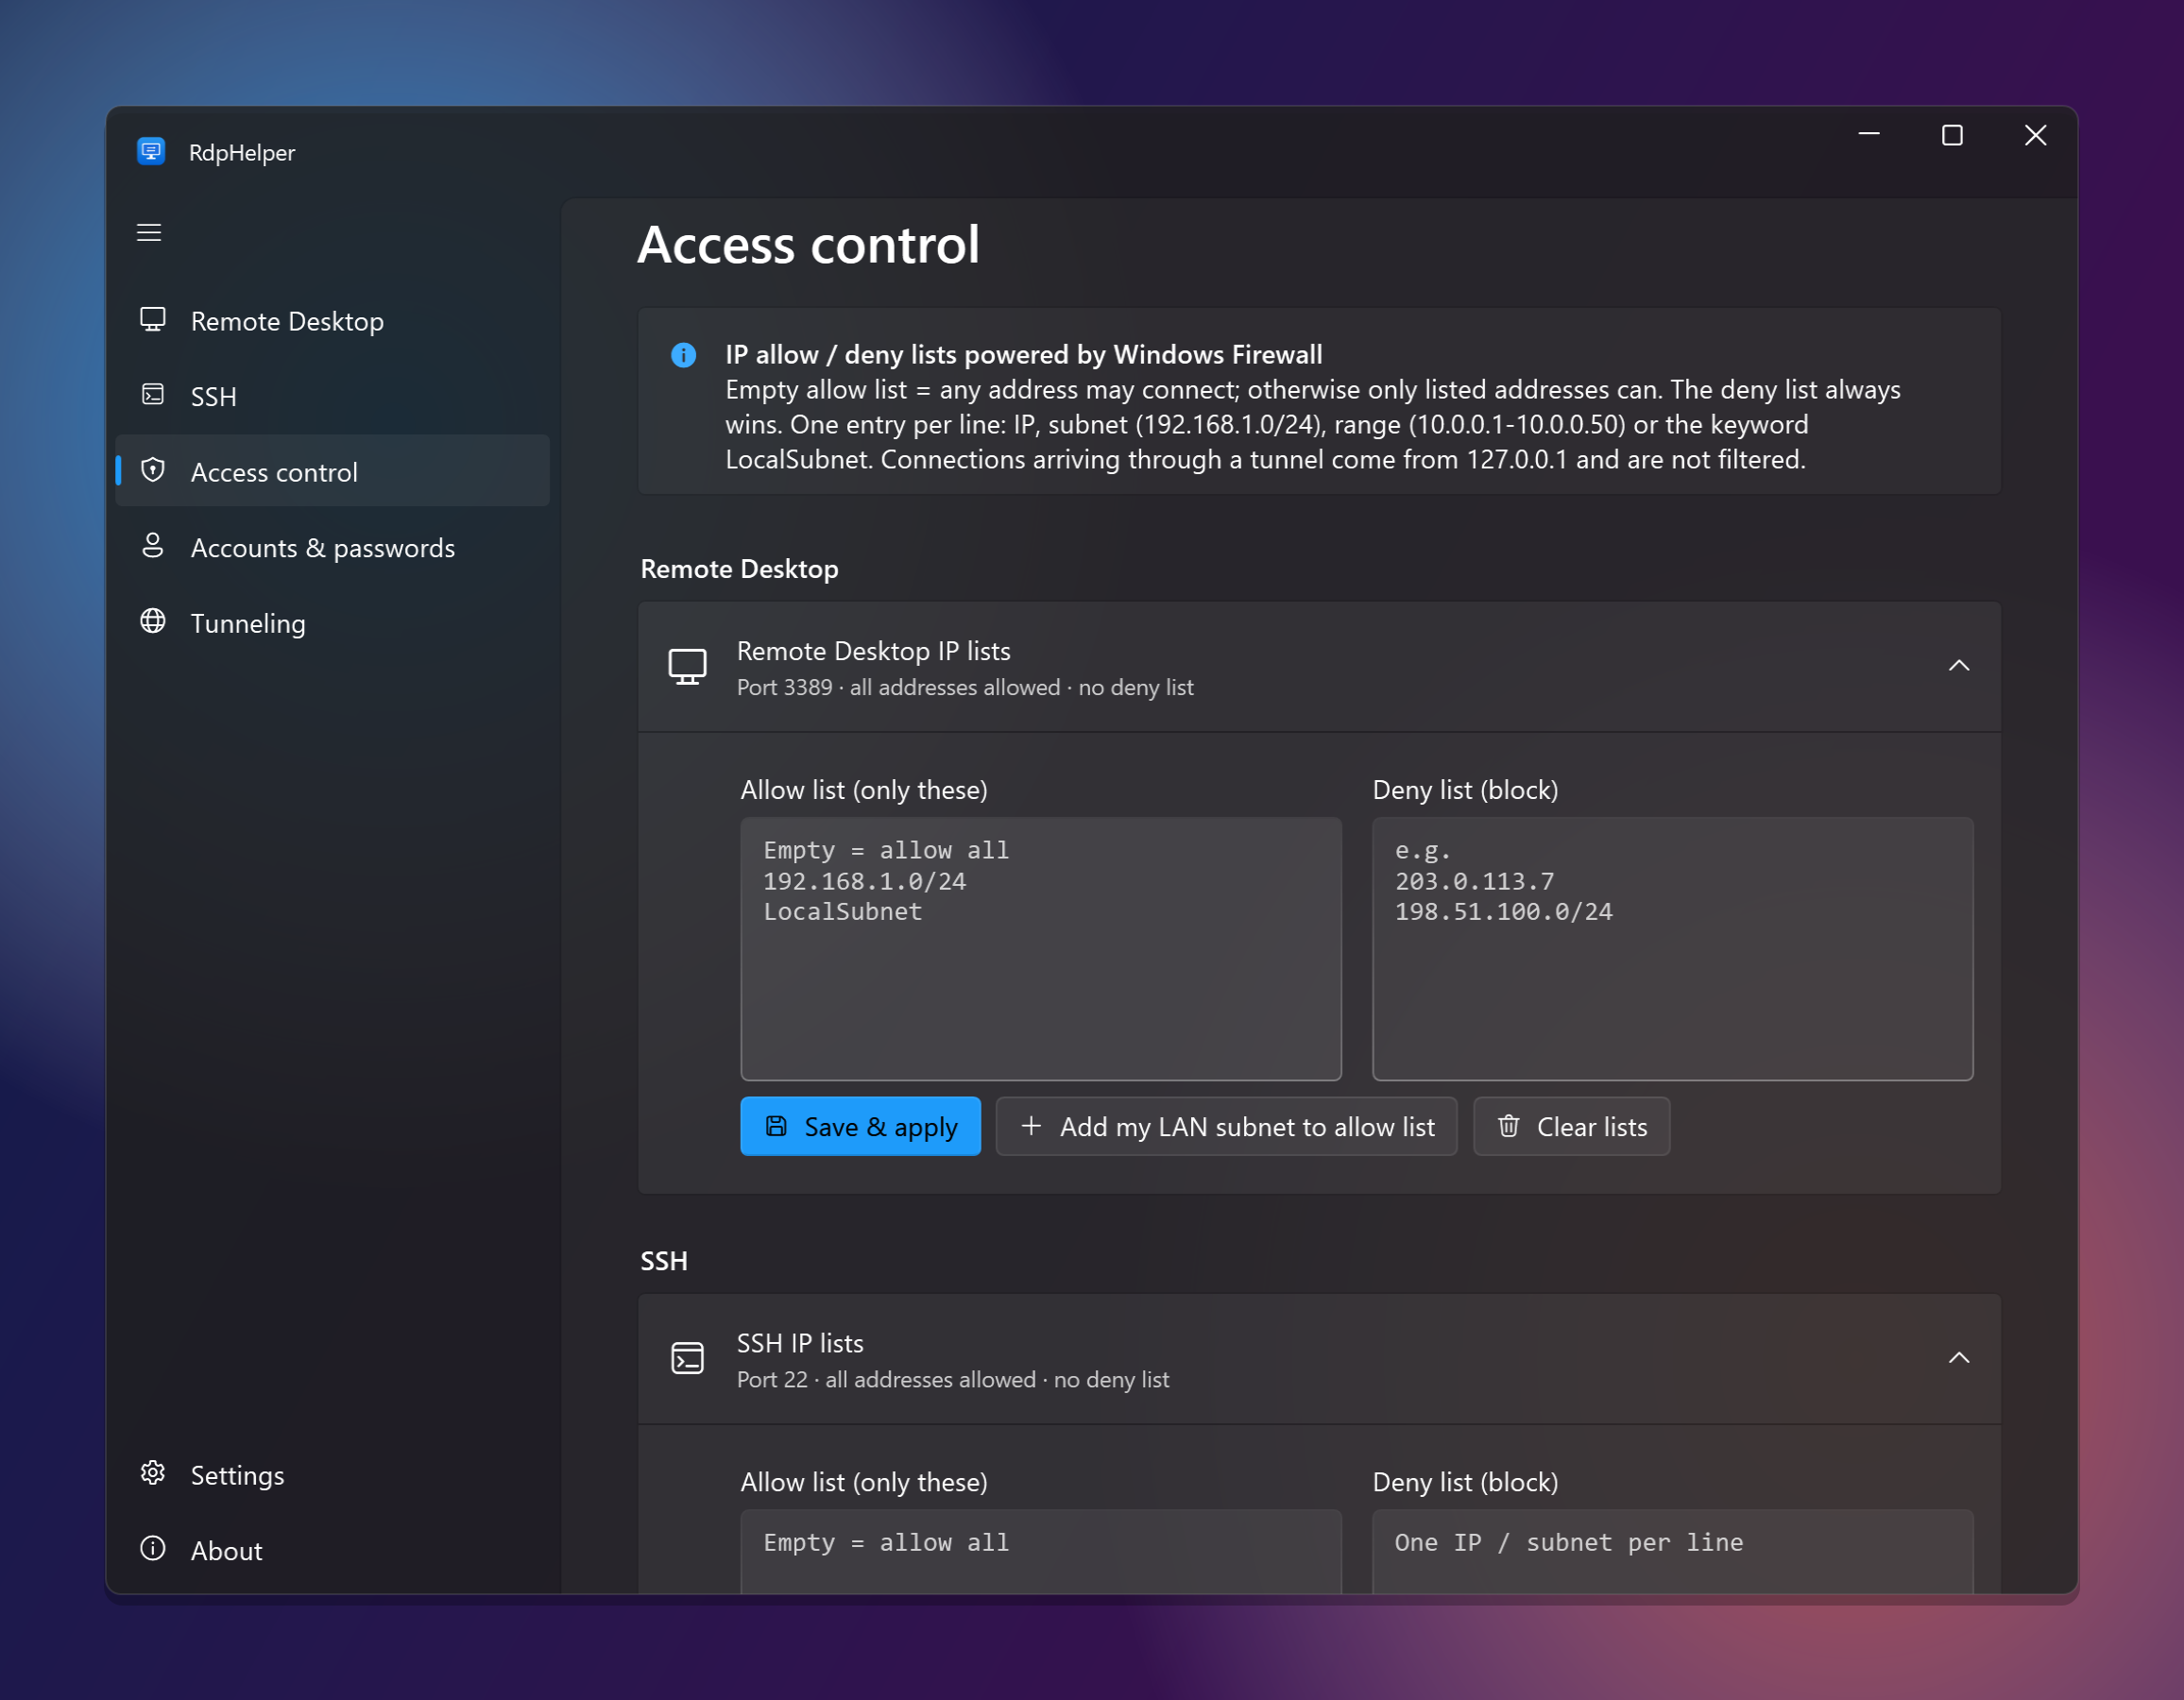 RdpHelper
Remote Desktop
SSH
Access control
Accounts & passwords
Tunneling
Settings
About
Access control
IP allow / deny lists powered by Windows Firewall
Empty allow list = any address may connect; otherwise only listed addresses can. The deny list always
wins. One entry per line: IP, subnet (192.168.1.0/24), range (10.0.0.1-10.0.0.50) or the keyword
LocalSubnet. Connections arriving through a tunnel come from 127.0.0.1 and are not filtered.
Remote Desktop
Remote Desktop IP lists
Port 3389 · all addresses allowed · no deny list
Allow list (only these)
Empty = allow all
192.168.1.0/24
LocalSubnet
Deny list (block)
e.g.
203.0.113.7
198.51.100.0/24
Save & apply
Add my LAN subnet to allow list
Clear lists
SSH
SSH IP lists
Port 22 · all addresses allowed · no deny list
Allow list (only these)
Empty = allow all
Deny list (block)
One IP / subnet per line